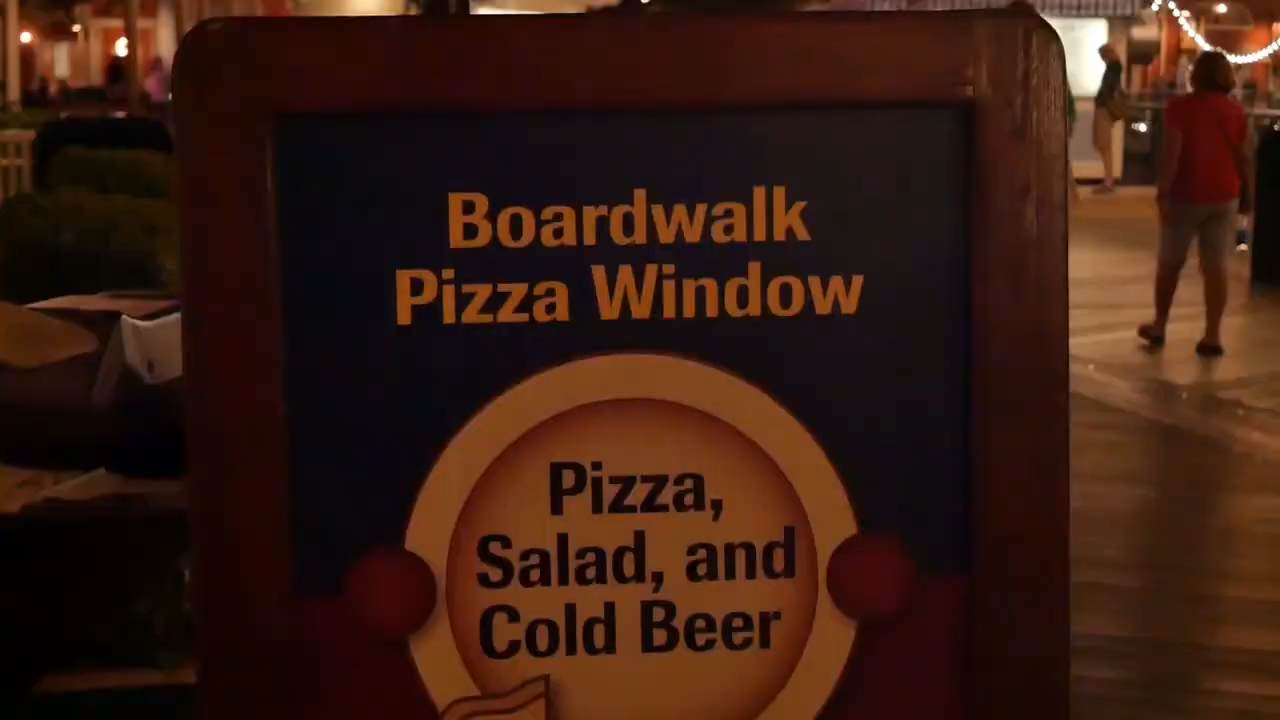 Boardwalk
Pizza Window
Pizza,
Salad, and
Cold Beer